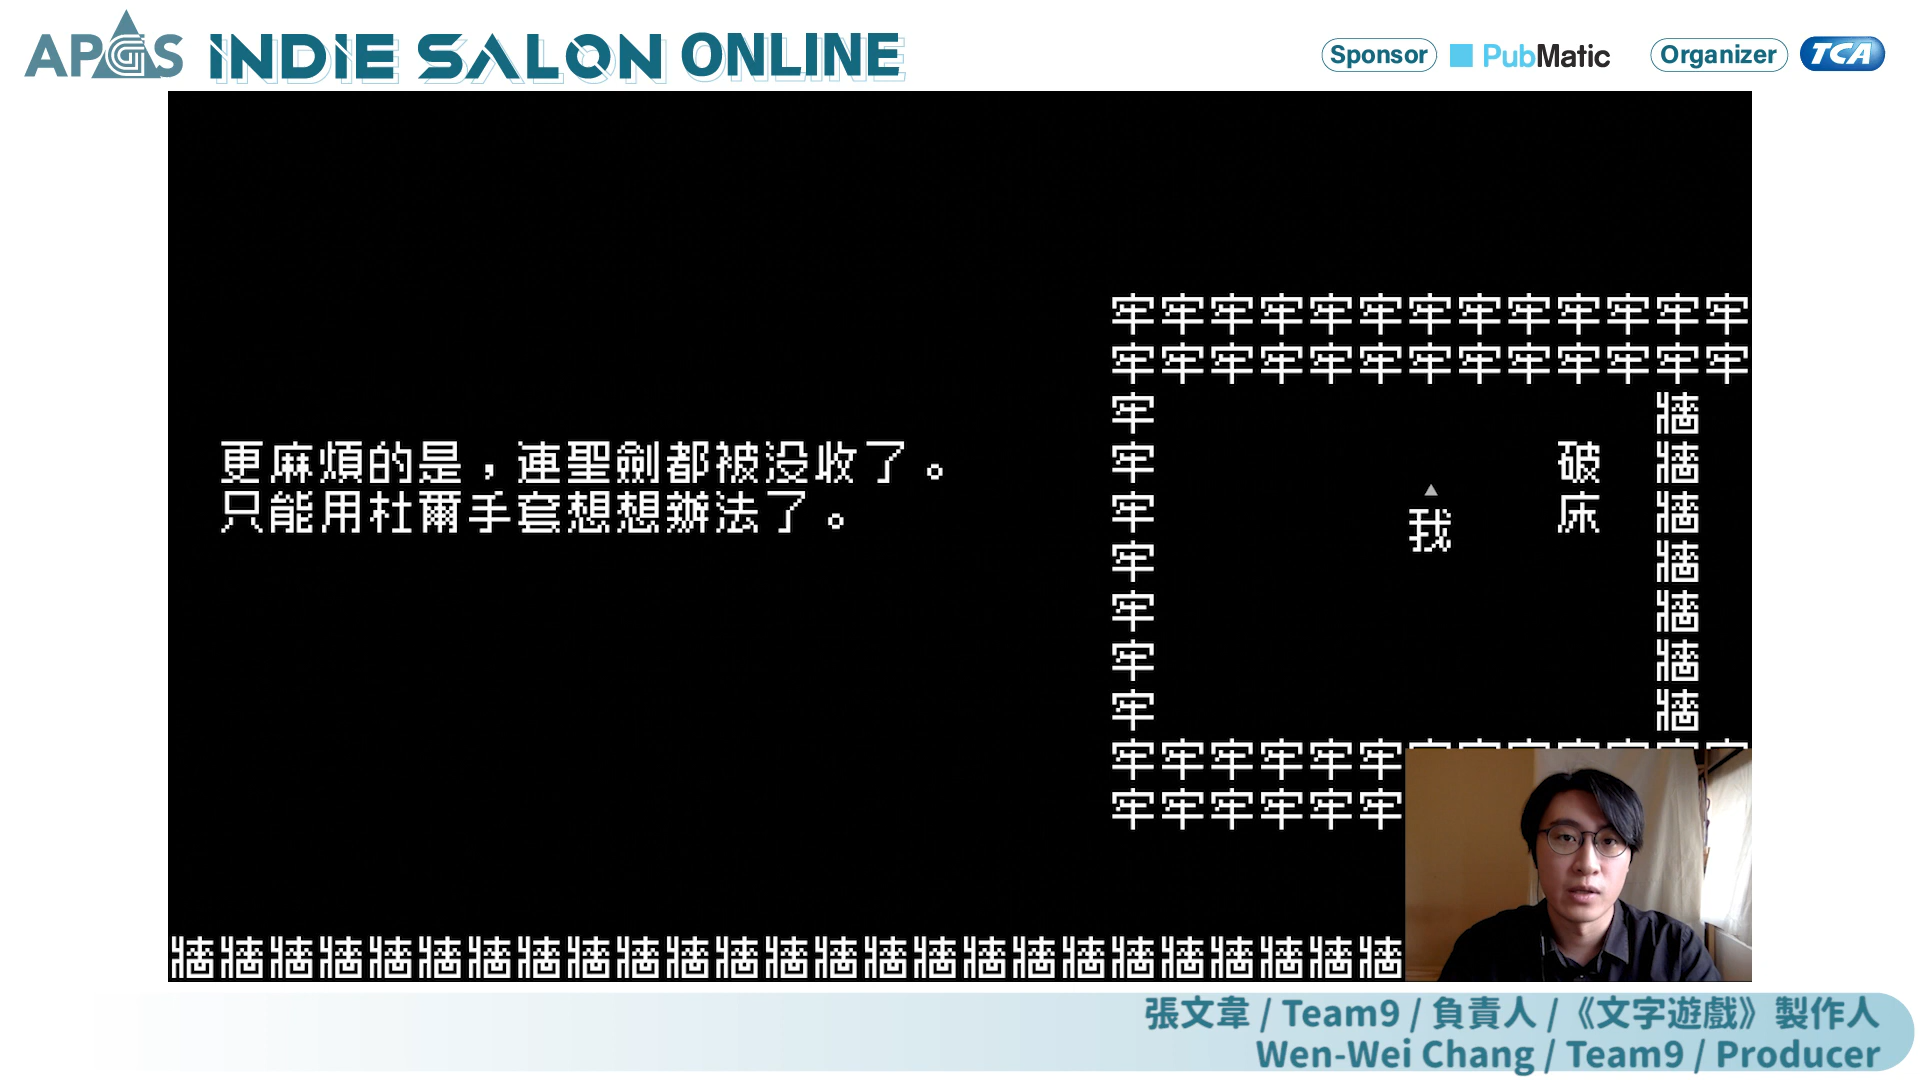 APGS INDIE SALON ONLINE
Sponsor PubMatic Organizer TCA
牢牢牢牢牢牢牢牢牢牢牢牢牢
牢牢牢牢牢牢牢牢牢牢牢牢牢
牢 牆
更麻煩的是，連聖劍都被没收了。 牢 破 牆
只能用杜爾手套想想辦法了。 牢 我 床 牆
牢 牆
牢 牆
牢 牆
牢 牆
牢牢牢牢牢牢
牢牢牢牢牢牢
牆牆牆牆牆牆牆牆牆牆牆牆牆牆牆牆牆牆牆牆牆牆牆牆牆
張文韋 / Team9 / 負責人 /《文字遊戲》製作人
Wen-Wei Chang / Team9 / Producer